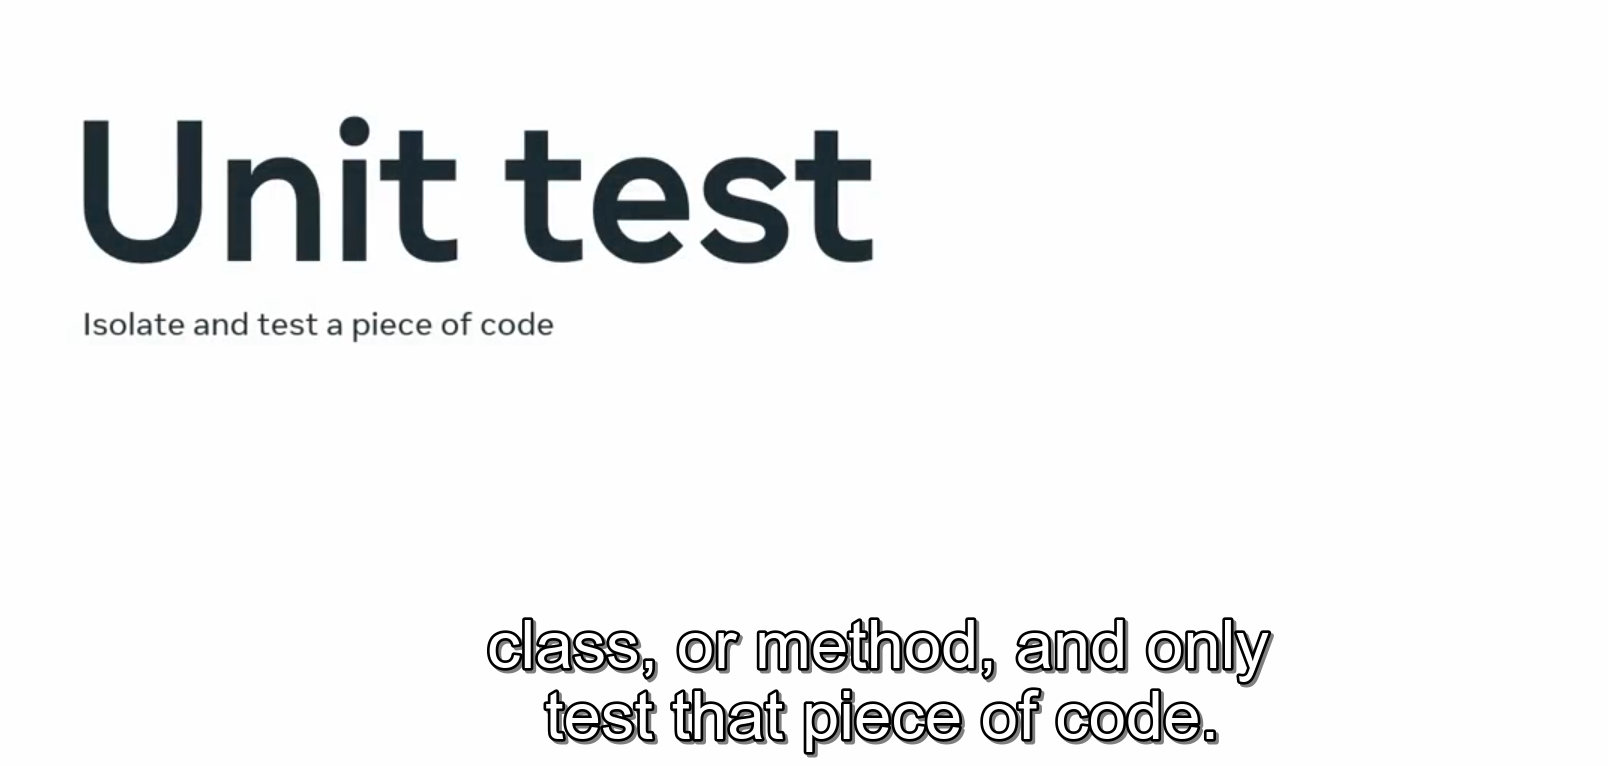 Unit test
Isolate and test a piece of code
class, or method, and only
test that piece of code.